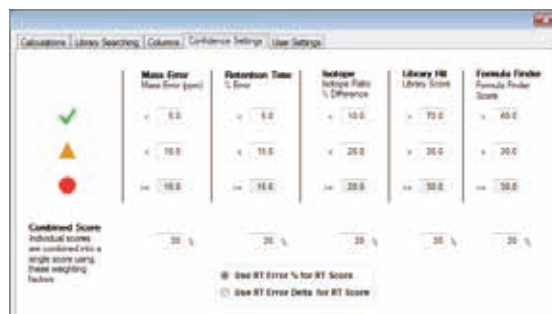 Calculations Library Searching Columns Confidence Settings User Settings
Mass Error Retention Time Isotope Library Hit Formula Finder
Mass Error (ppm) % Error Isotope Ratio Library Score Formula Finder
% Difference Score
< 5.0 < 5.0 < 10.0 > 70.0 >
< 10.0 < 15.0 < 20.0 > 30.0 > 30.0
>= 10.0 >= 15.0 >= 20.0 <= 30.0 <= 30.0
Combined Score
Individual scores
are combined into a
single score using
these weighting
factors
20 % 20 % 20 % 20 % 20 %
Use RT Error % for RT Score
Use RT Error Delta for RT Score